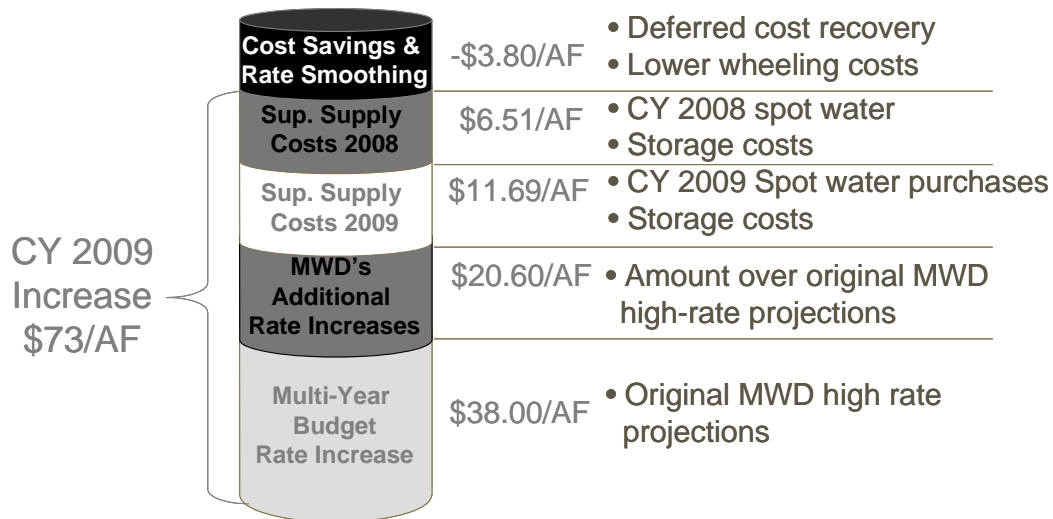 Cost Savings &
Rate Smoothing
-$3.80/AF
• Deferred cost recovery
• Lower wheeling costs
Sup. Supply
Costs 2008
$6.51/AF
• CY 2008 spot water
• Storage costs
Sup. Supply
Costs 2009
$11.69/AF
• CY 2009 Spot water purchases
• Storage costs
CY 2009
Increase
$73/AF
MWD's
Additional
Rate Increases
$20.60/AF
• Amount over original MWD
high-rate projections
Multi-Year
Budget
Rate Increase
$38.00/AF
• Original MWD high rate
projections